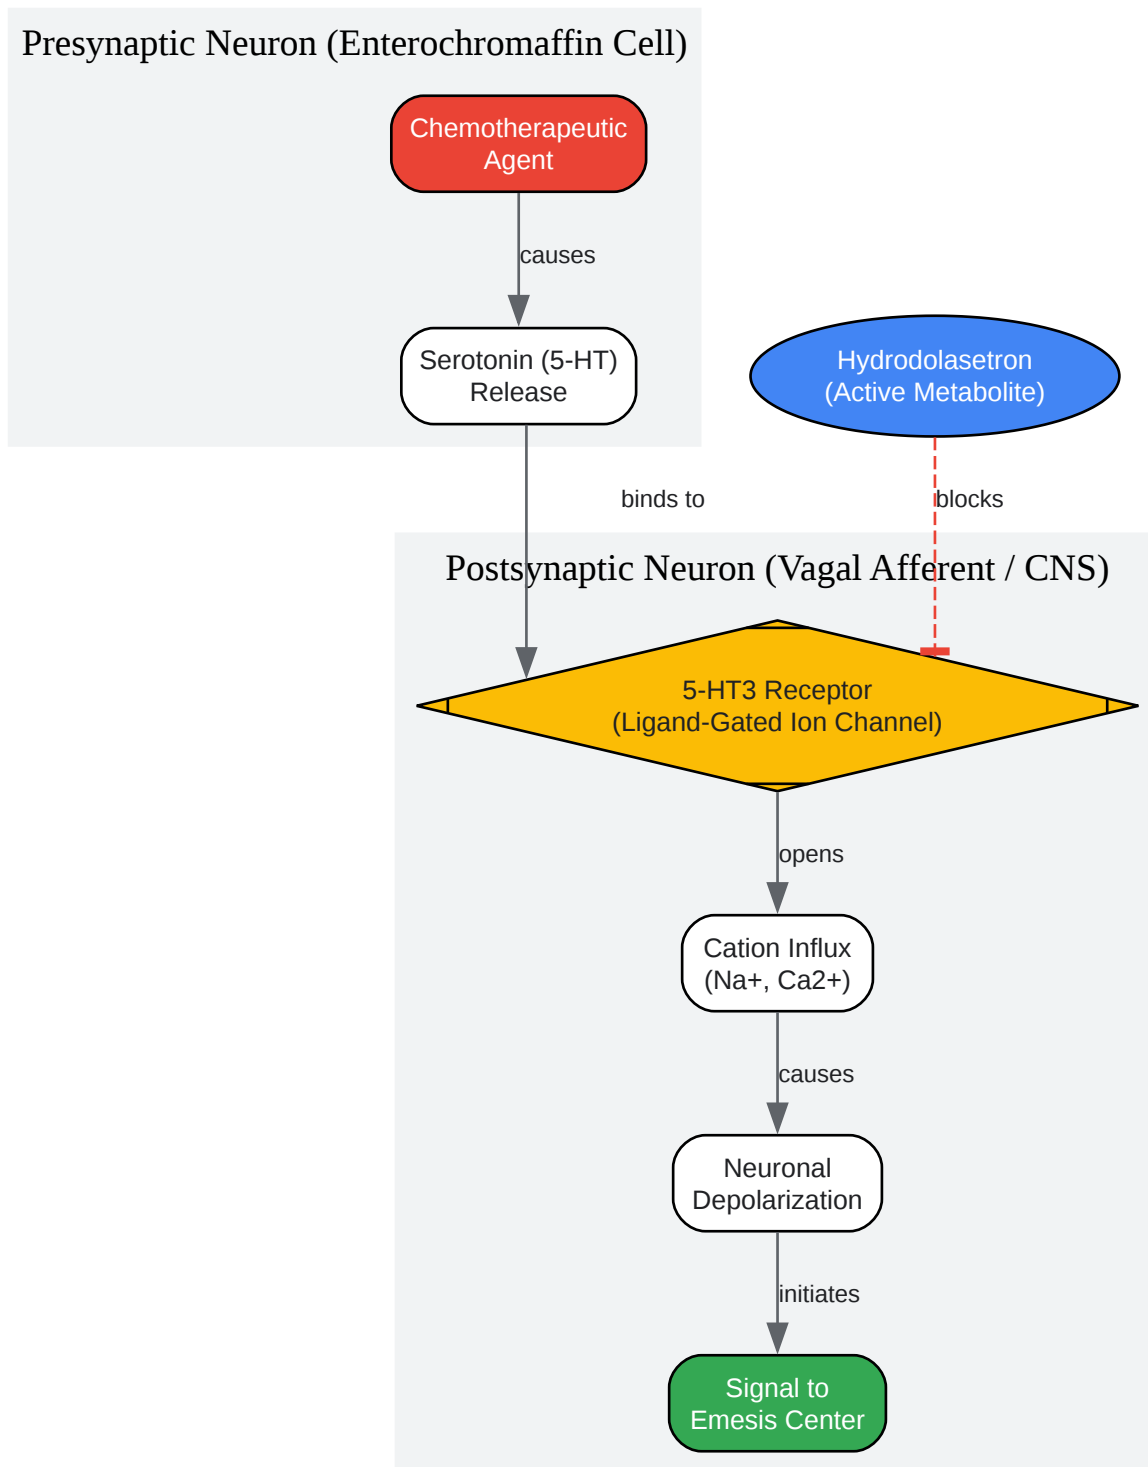 Presynaptic Neuron (Enterochromaffin Cell)
Chemotherapeutic
Agent
causes
Serotonin (5-HT)
Release
Hydrodolasetron
(Active Metabolite)
binds to
blocks
Postsynaptic Neuron (Vagal Afferent / CNS)
5-HT3 Receptor
(Ligand-Gated Ion Channel)
opens
Cation Influx
(Na+, Ca2+)
causes
Neuronal
Depolarization
initiates
Signal to
Emesis Center